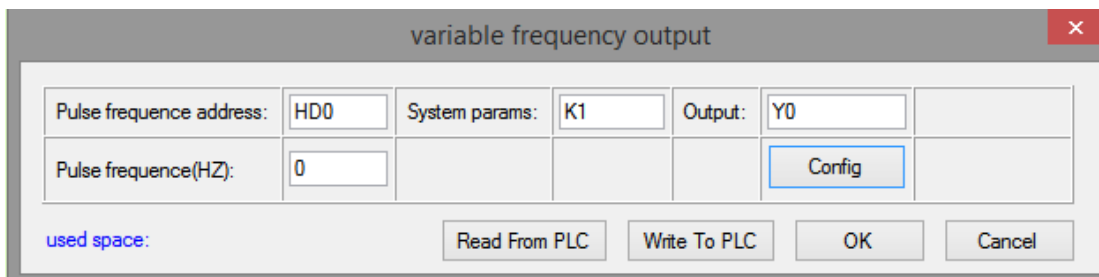 variable frequency output
Pulse frequence address: HD0 System params: K1 Output: Y0
Pulse frequency(HZ): 0 Config
used space: Read From PLC Write To PLC OK Cancel